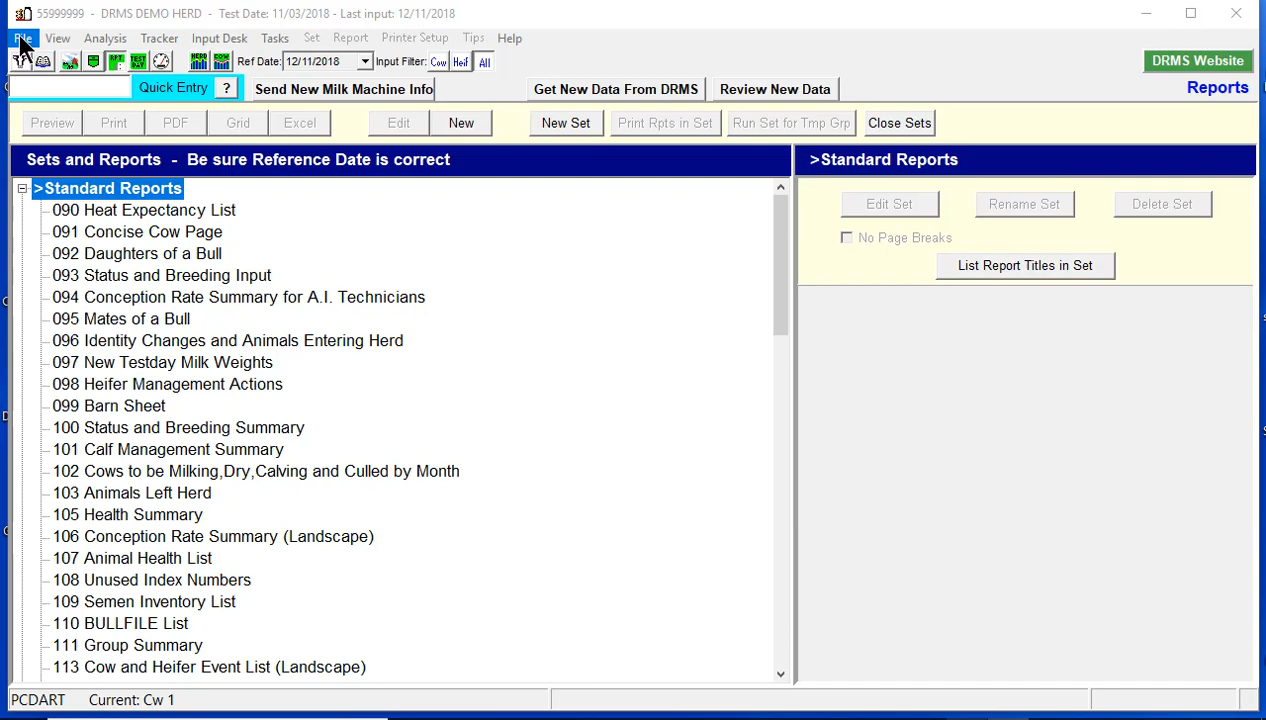 55999999 - DRMS DEMO HERD - Test Date: 11/03/2018 - Last input: 12/11/2018
File View Analysis Tracker Input Desk Tasks Set Report Printer Setup Tips Help
RPT TEST DAY HERD COW Ref Date: 12/11/2018 Input Filter: Cow Heif All DRMS Website
Quick Entry ? Send New Milk Machine Info Get New Data From DRMS Review New Data Reports
Preview Print PDF Grid Excel Edit New New Set Print Rpts in Set Run Set for Tmp Grp Close Sets
Sets and Reports - Be sure Reference Date is correct
>Standard Reports
090 Heat Expectancy List
091 Concise Cow Page
092 Daughters of a Bull
093 Status and Breeding Input
094 Conception Rate Summary for A.I. Technicians
095 Mates of a Bull
096 Identity Changes and Animals Entering Herd
097 New Testday Milk Weights
098 Heifer Management Actions
099 Barn Sheet
100 Status and Breeding Summary
101 Calf Management Summary
102 Cows to be Milking,Dry,Calving and Culled by Month
103 Animals Left Herd
105 Health Summary
106 Conception Rate Summary (Landscape)
107 Animal Health List
108 Unused Index Numbers
109 Semen Inventory List
110 BULLFILE List
111 Group Summary
113 Cow and Heifer Event List (Landscape)
>Standard Reports
Edit Set Rename Set Delete Set
No Page Breaks
List Report Titles in Set
PCDART Current: Cw 1